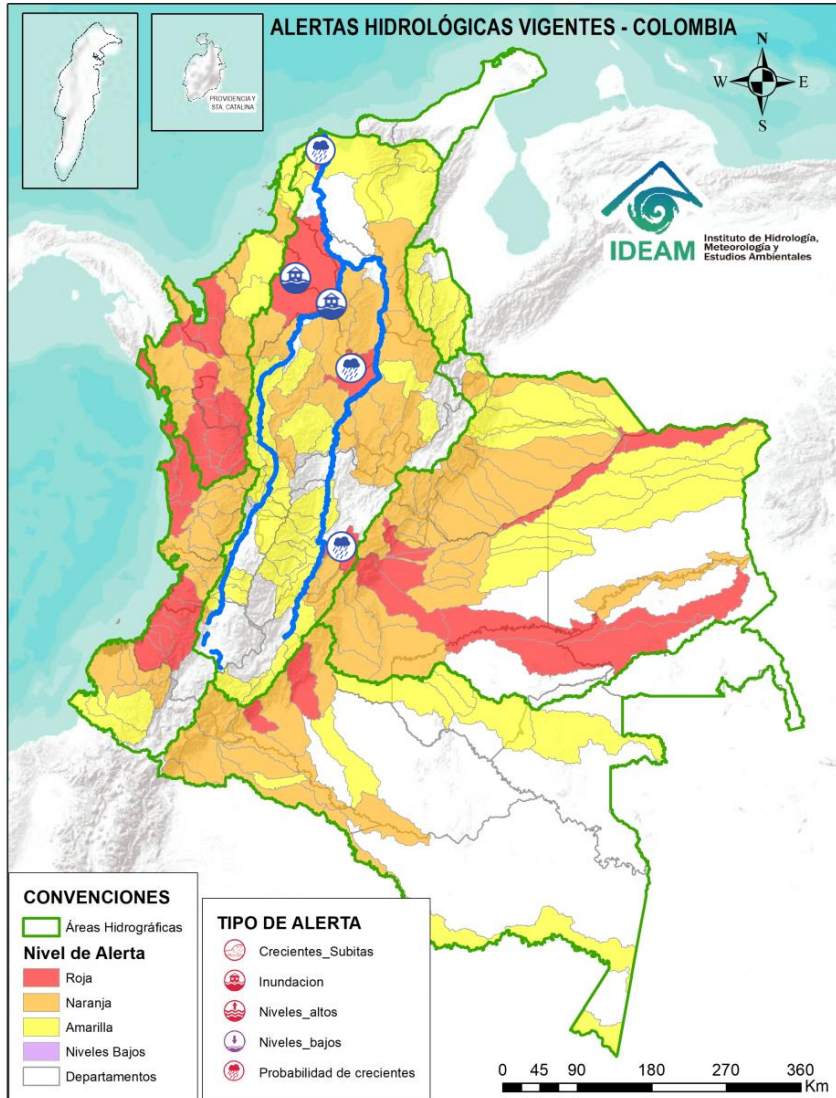 ALERTAS HIDROLÓGICAS VIGENTES - COLOMBIA
PROVIDENCIA Y
STA. CATALINA
N
W
E
S
IDEAM
Instituto de Hidrología,
Meteorología y
Estudios Ambientales
CONVENCIONES
Áreas Hidrográficas
Nivel de Alerta
Roja
Naranja
Amarilla
Niveles Bajos
Departamentos
TIPO DE ALERTA
Crecientes_Subitas
Inundacion
Niveles_altos
Niveles_bajos
Probabilidad de crecientes
0 45 90 180 270 360
Km